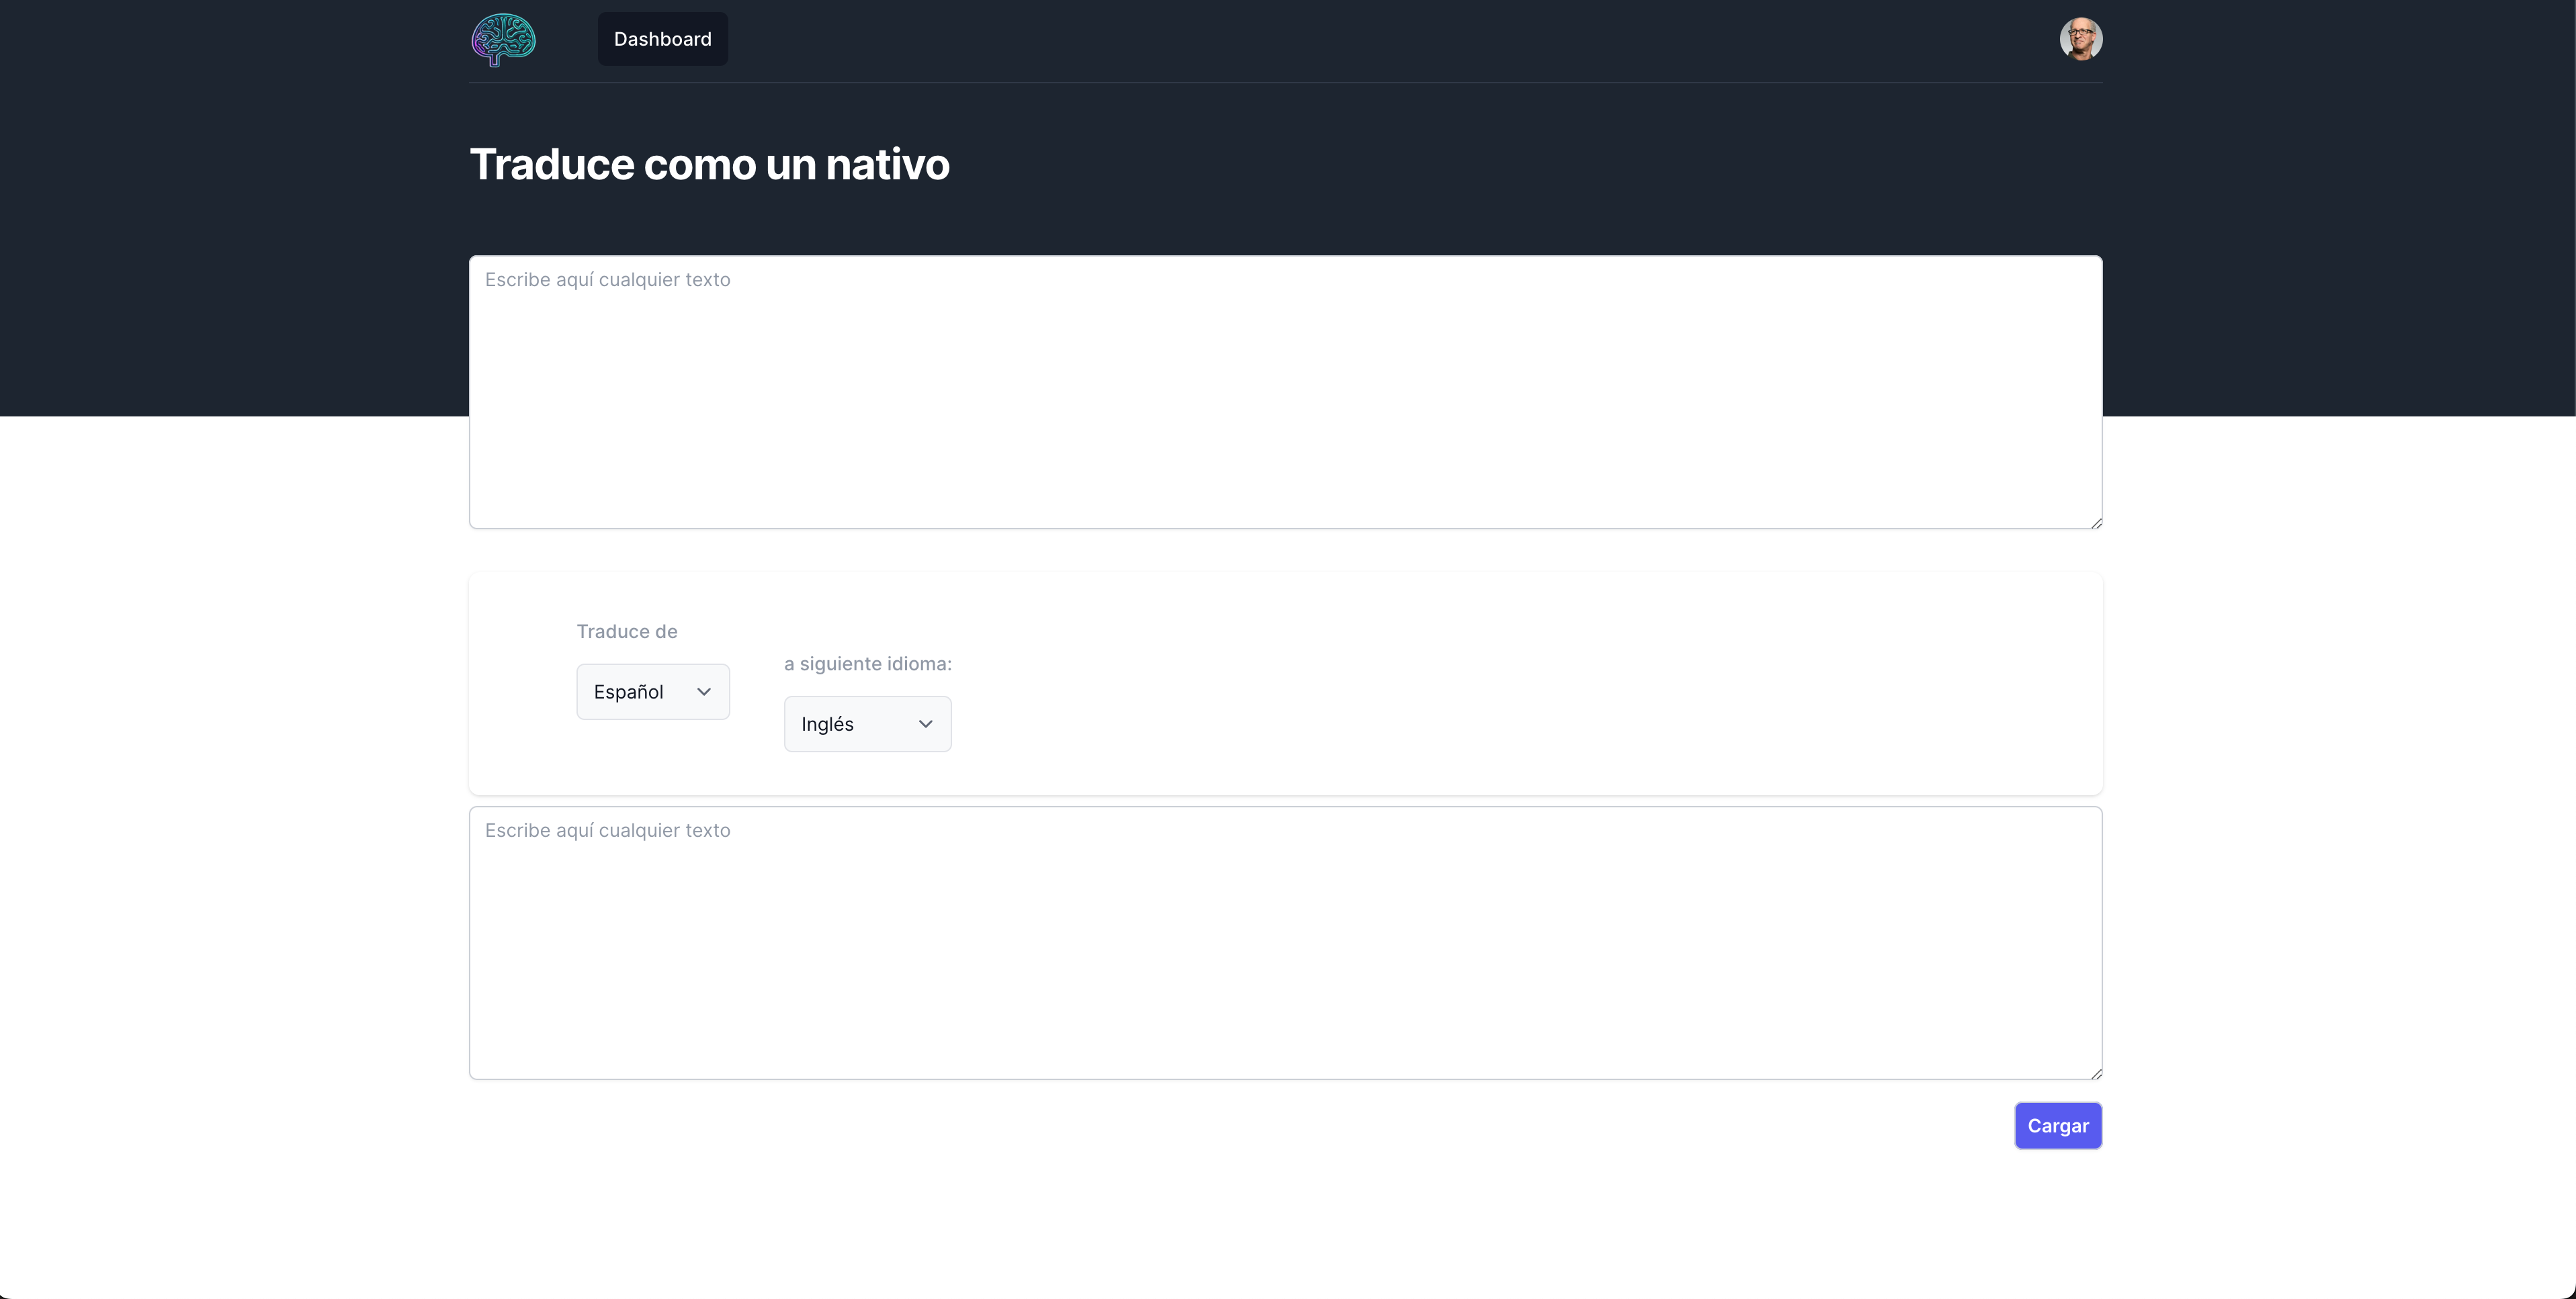 Dashboard
Traduce como un nativo
Escribe aquí cualquier texto
Traduce de
Español
a siguiente idioma:
Inglés
Escribe aquí cualquier texto
Cargar